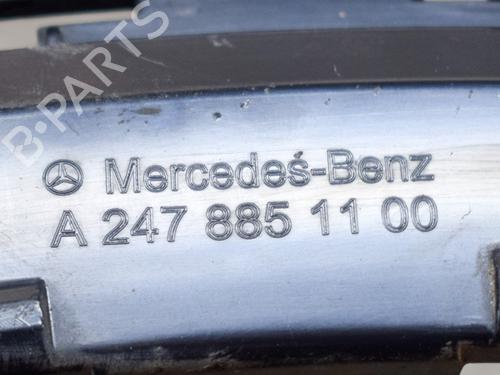 B-PARTS
Mercedes-Benz
A 247 885 11 00